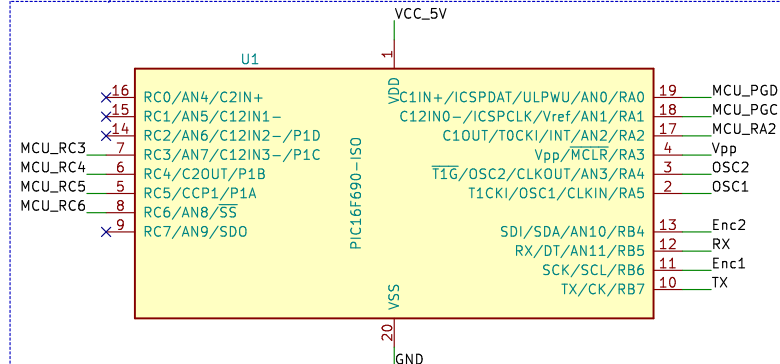 VCC_5V
U1
1
VDD
16 RC0/AN4/C2IN+
15 RC1/AN5/C12IN1-
14 RC2/AN6/C12IN2-/P1D
MCU_RC3 7 RC3/AN7/C12IN3-/P1C
MCU_RC4 6 RC4/C2OUT/P1B
MCU_RC5 5 RC5/CCP1/P1A
MCU_RC6 8 RC6/AN8/SS
9 RC7/AN9/SDO
PIC16F690-ISO
C1IN+/ICSPDAT/ULPWU/AN0/RA0 19 MCU_PGD
C12IN0-/ICSPCLK/Vref/AN1/RA1 18 MCU_PGC
C1OUT/T0CKI/INT/AN2/RA2 17 MCU_RA2
Vpp/MCLR/RA3 4 Vpp
T1G/OSC2/CLKOUT/AN3/RA4 3 OSC2
T1CKI/OSC1/CLKIN/RA5 2 OSC1
SDI/SDA/AN10/RB4 13 Enc2
RX/DT/AN11/RB5 12 RX
SCK/SCL/RB6 11 Enc1
TX/CK/RB7 10 TX
VSS
20
GND